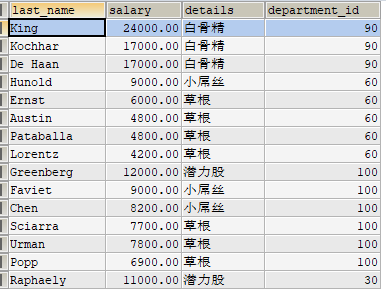 last_name salary details department_id
King 24000.00 白骨精 90
Kochhar 17000.00 白骨精 90
De Haan 17000.00 白骨精 90
Hunold 9000.00 小屌丝 60
Ernst 6000.00 草根 60
Austin 4800.00 草根 60
Pataballa 4800.00 草根 60
Lorentz 4200.00 草根 60
Greenberg 12000.00 潜力股 100
Faviet 9000.00 小屌丝 100
Chen 8200.00 小屌丝 100
Sciarra 7700.00 草根 100
Urman 7800.00 草根 100
Popp 6900.00 草根 100
Raphaely 11000.00 潜力股 30